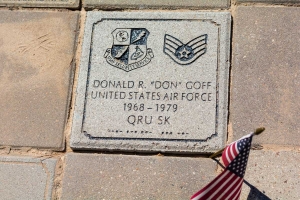 DONALD R. "DON" GOFF
UNITED STATES AIR FORCE
1968 - 1979
QRU SK